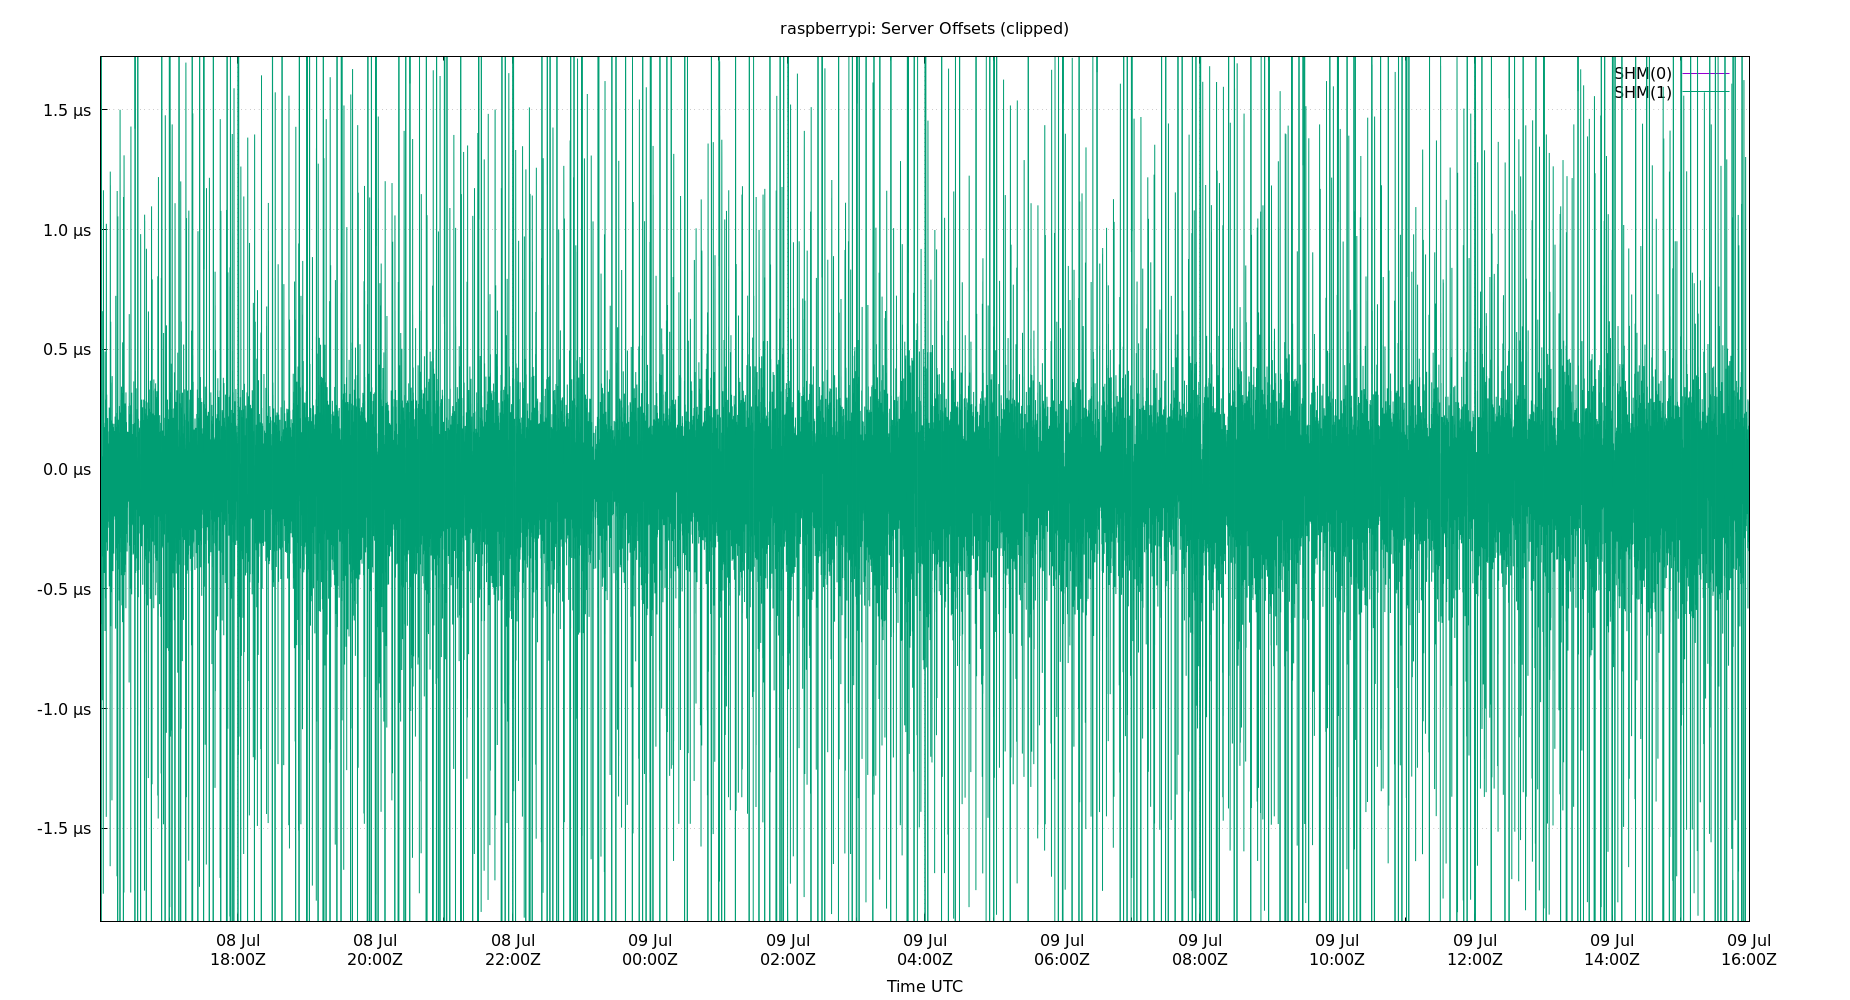 raspberrypi: Server Offsets (clipped)
SHM(0)
SHM(1)
1.5 µs
1.0 µs
0.5 µs
0.0 µs
-0.5 µs
-1.0 µs
-1.5 µs
08 Jul 08 Jul 08 Jul 09 Jul 09 Jul 09 Jul 09 Jul 09 Jul 09 Jul 09 Jul 09 Jul 09 Jul
18:00Z 20:00Z 22:00Z 00:00Z 02:00Z 04:00Z 06:00Z 08:00Z 10:00Z 12:00Z 14:00Z 16:00Z
Time UTC